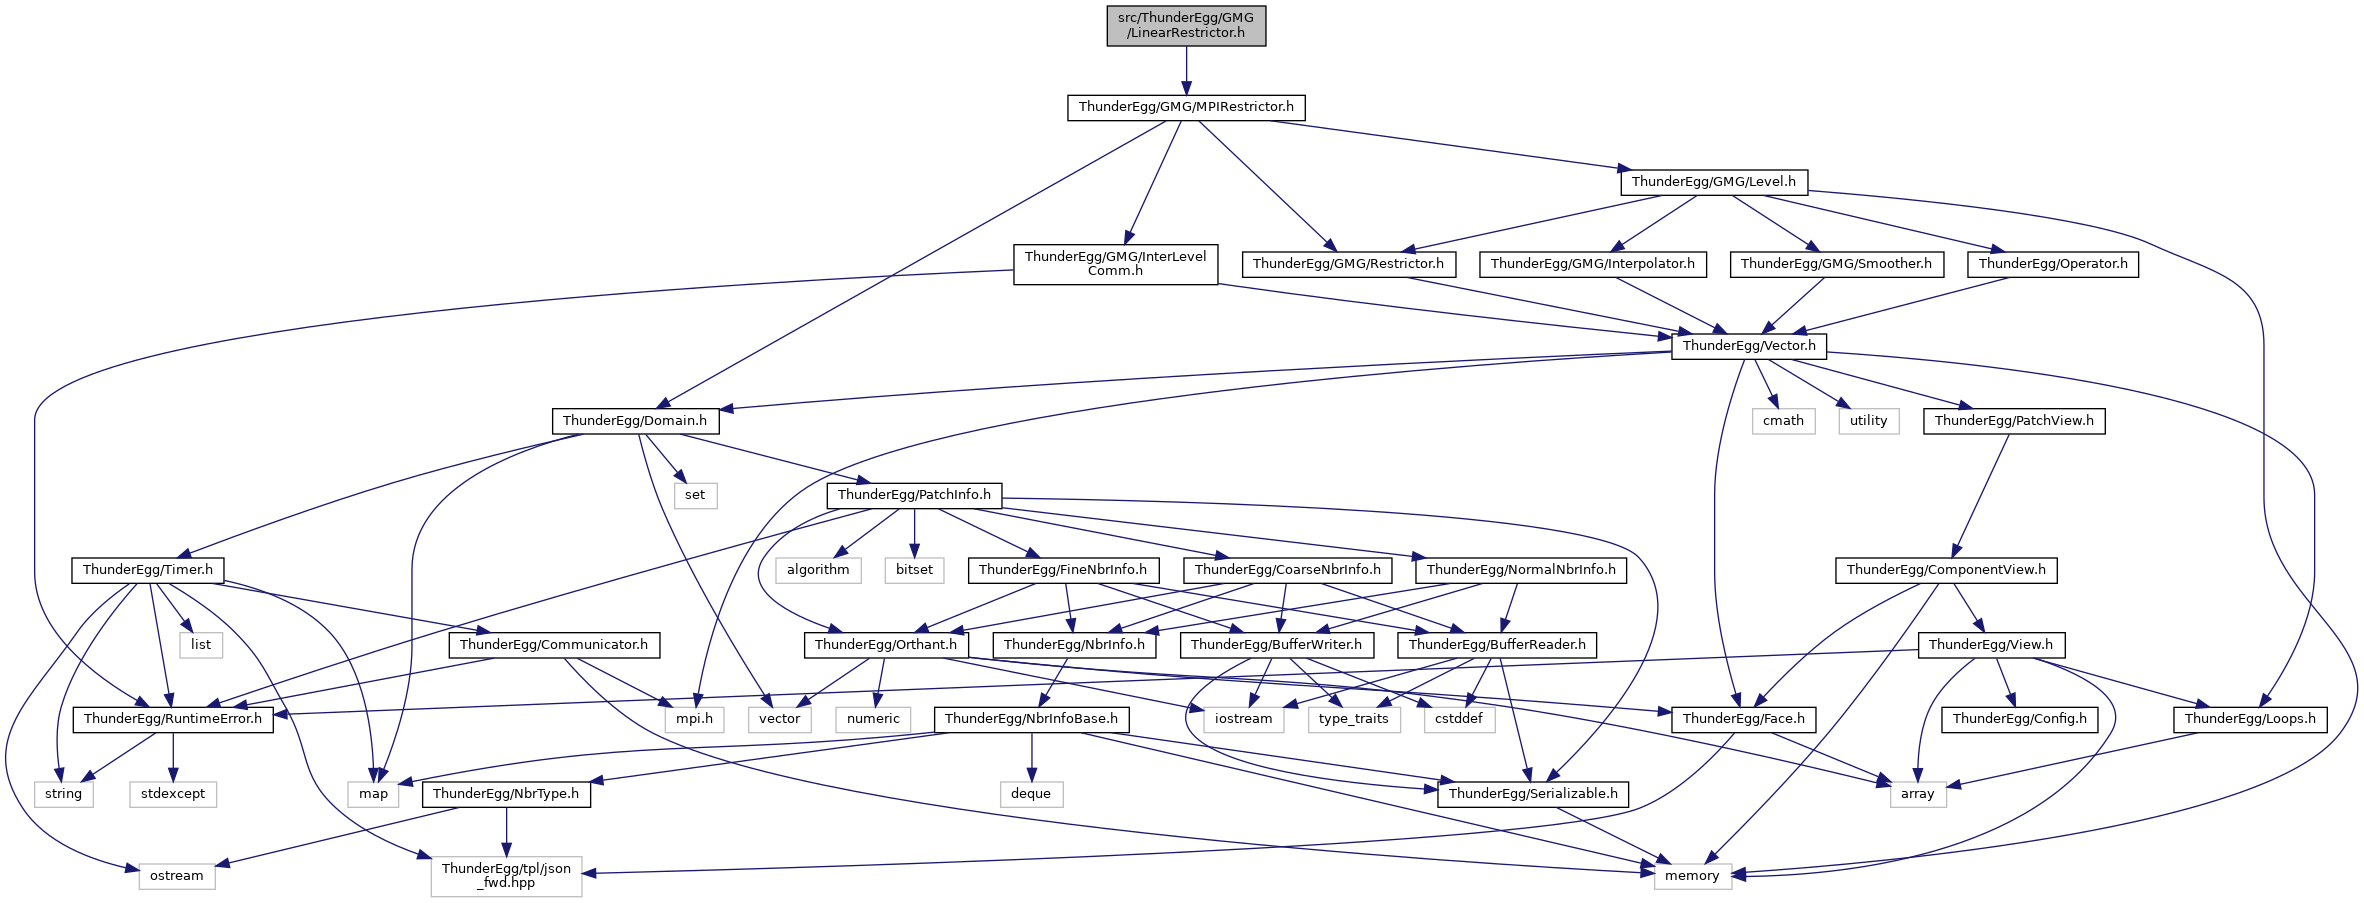 src/ThunderEgg/GMG
/LinearRestrictor.h
ThunderEgg/GMG/MPIRestrictor.h
ThunderEgg/GMG/Level.h
ThunderEgg/GMG/InterLevel
Comm.h
ThunderEgg/GMG/Restrictor.h
ThunderEgg/GMG/Interpolator.h
ThunderEgg/GMG/Smoother.h
ThunderEgg/Operator.h
ThunderEgg/Vector.h
ThunderEgg/Domain.h
cmath
utility
ThunderEgg/PatchView.h
set
ThunderEgg/PatchInfo.h
ThunderEgg/Timer.h
algorithm
bitset
ThunderEgg/FineNbrInfo.h
ThunderEgg/CoarseNbrInfo.h
ThunderEgg/NormalNbrInfo.h
ThunderEgg/ComponentView.h
list
ThunderEgg/Communicator.h
ThunderEgg/Orthant.h
ThunderEgg/NbrInfo.h
ThunderEgg/BufferWriter.h
ThunderEgg/BufferReader.h
ThunderEgg/View.h
ThunderEgg/RuntimeError.h
mpi.h
vector
numeric
ThunderEgg/NbrInfoBase.h
iostream
type_traits
cstddef
ThunderEgg/Face.h
ThunderEgg/Config.h
ThunderEgg/Loops.h
string
stdexcept
map
ThunderEgg/NbrType.h
deque
ThunderEgg/Serializable.h
array
ostream
ThunderEgg/tpl/json
_fwd.hpp
memory